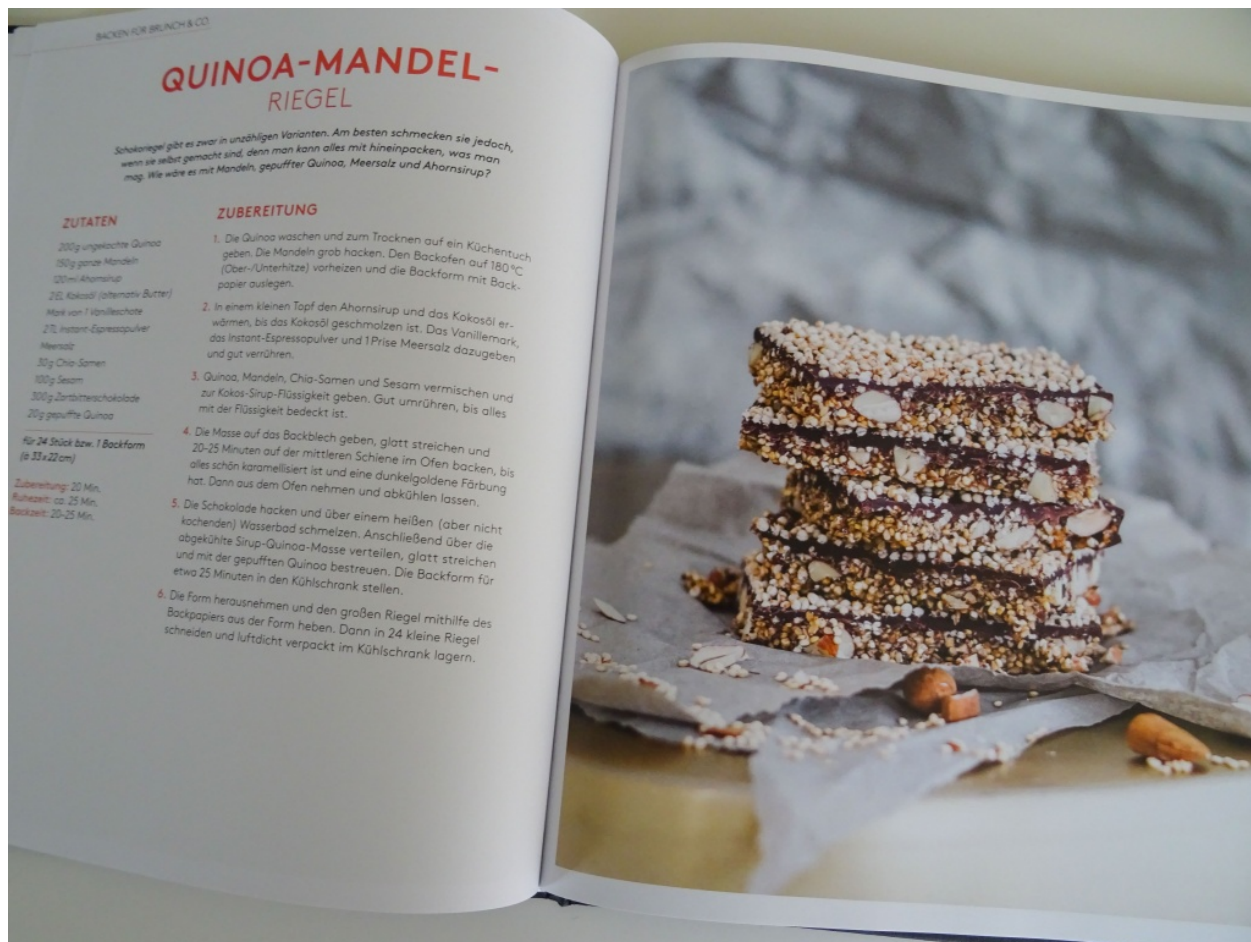 BACKEN FÜR BRUNCH & CO.
QUINOA-MANDEL-
RIEGEL
Schokoriegel gibt es zwar in unzähligen Varianten. Am besten schmecken sie jedoch,
wenn sie selbst gemacht sind, denn man kann alles mit hineinpacken, was man
mag. Wie wäre es mit Mandeln, gepuffter Quinoa, Meersalz und Ahornsirup?
ZUTATEN
200 g ungekochte Quinoa
150 g ganze Mandeln
120 ml Ahornsirup
2 EL Kokosöl (alternativ Butter)
Mark von 1 Vanilleschote
2 TL Instant-Espressopulver
Meersalz
30 g Chia-Samen
100 g Sesam
300 g Zartbitterschokolade
20 g gepuffte Quinoa
für 24 Stück bzw. 1 Backform
(à 33 x 22 cm)
Zubereitung: 20 Min.
Ruhezeit: ca. 25 Min.
Backzeit: 20-25 Min.
ZUBEREITUNG
1. Die Quinoa waschen und zum Trocknen auf ein Küchentuch
geben. Die Mandeln grob hacken. Den Backofen auf 180 °C
(Ober-/Unterhitze) vorheizen und die Backform mit Back-
papier auslegen.
2. In einem kleinen Topf den Ahornsirup und das Kokosöl er-
wärmen, bis das Kokosöl geschmolzen ist. Das Vanillemark,
das Instant-Espressopulver und 1 Prise Meersalz dazugeben
und gut verrühren.
3. Quinoa, Mandeln, Chia-Samen und Sesam vermischen und
zur Kokos-Sirup-Flüssigkeit geben. Gut umrühren, bis alles
mit der Flüssigkeit bedeckt ist.
4. Die Masse auf das Backblech geben, glatt streichen und
20-25 Minuten auf der mittleren Schiene im Ofen backen, bis
alles schön karamellisiert ist und eine dunkelgoldene Färbung
hat. Dann aus dem Ofen nehmen und abkühlen lassen.
5. Die Schokolade hacken und über einem heißen (aber nicht
kochenden) Wasserbad schmelzen. Anschließend über die
abgekühlte Sirup-Quinoa-Masse verteilen, glatt streichen
und mit der gepufften Quinoa bestreuen. Die Backform für
etwa 25 Minuten in den Kühlschrank stellen.
6. Die Form herausnehmen und den großen Riegel mithilfe des
Backpapiers aus der Form heben. Dann in 24 kleine Riegel
schneiden und luftdicht verpackt im Kühlschrank lagern.